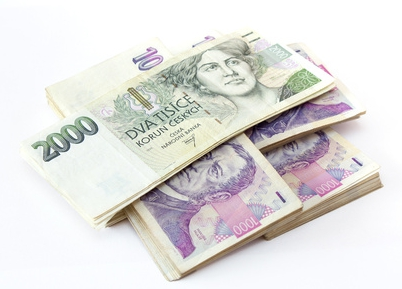 2000
DVA TISÍCE
KORUN ČESKÝCH
ČESKÁ
NÁRODNÍ BANKA
1000
1000